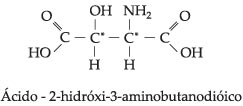 O OH NH₂ O
C — C* — C* — C
HO H H OH
Ácido - 2-hidróxi-3-aminobutanodióico